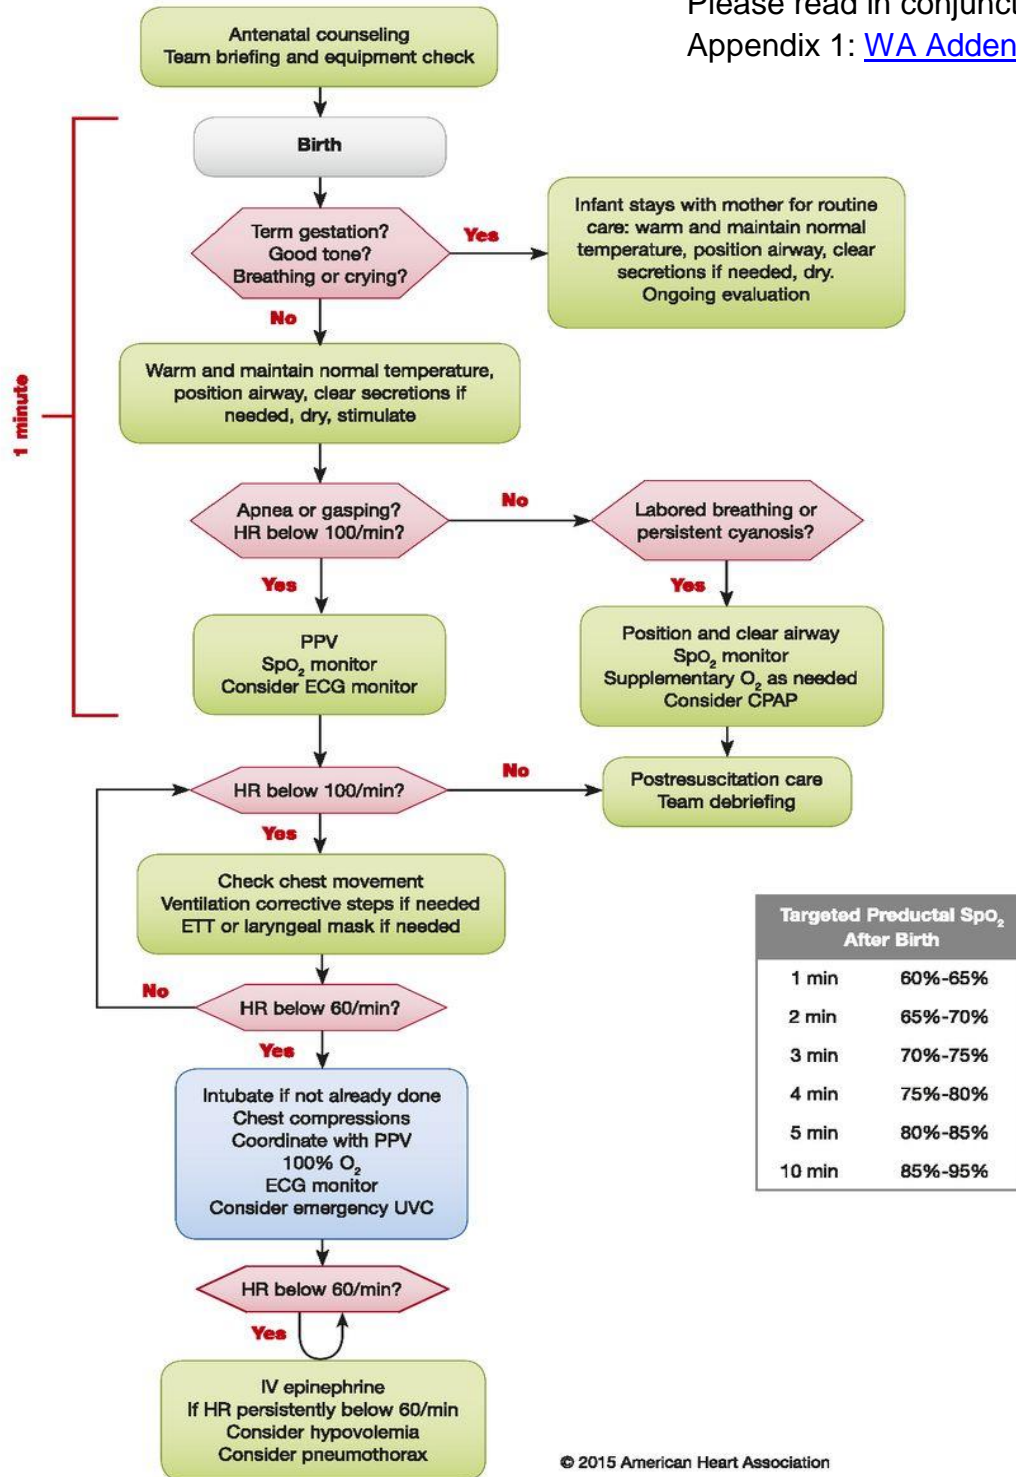 Please read in conjunct
Appendix 1: WA Adden
Antenatal counseling
Team briefing and equipment check
Birth
1 minute
Term gestation?
Good tone?
Breathing or crying?
Yes
Infant stays with mother for routine
care: warm and maintain normal
temperature, position airway, clear
secretions if needed, dry.
Ongoing evaluation
No
Warm and maintain normal temperature,
position airway, clear secretions if
needed, dry, stimulate
Apnea or gasping?
HR below 100/min?
No
Labored breathing or
persistent cyanosis?
Yes
Yes
PPV
SpO₂ monitor
Consider ECG monitor
Position and clear airway
SpO₂ monitor
Supplementary O₂ as needed
Consider CPAP
HR below 100/min?
No
Postresuscitation care
Team debriefing
Yes
Check chest movement
Ventilation corrective steps if needed
ETT or laryngeal mask if needed
No
HR below 60/min?
Yes
Intubate if not already done
Chest compressions
Coordinate with PPV
100% O₂
ECG monitor
Consider emergency UVC
HR below 60/min?
Yes
IV epinephrine
If HR persistently below 60/min
Consider hypovolemia
Consider pneumothorax
Targeted Preductal SpO₂
After Birth
1 min 60%-65%
2 min 65%-70%
3 min 70%-75%
4 min 75%-80%
5 min 80%-85%
10 min 85%-95%
© 2015 American Heart Association